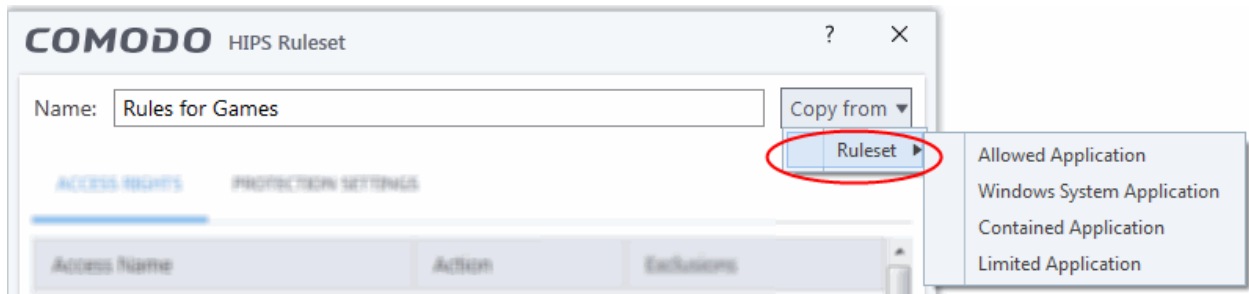 COMODO HIPS Ruleset ? ×
Name: Rules for Games Copy from ▼
Ruleset ▶
Allowed Application
ACCESS RIGHTS PROTECTION SETTINGS
Windows System Application
Contained Application
Access Name Action Exclusions
Limited Application